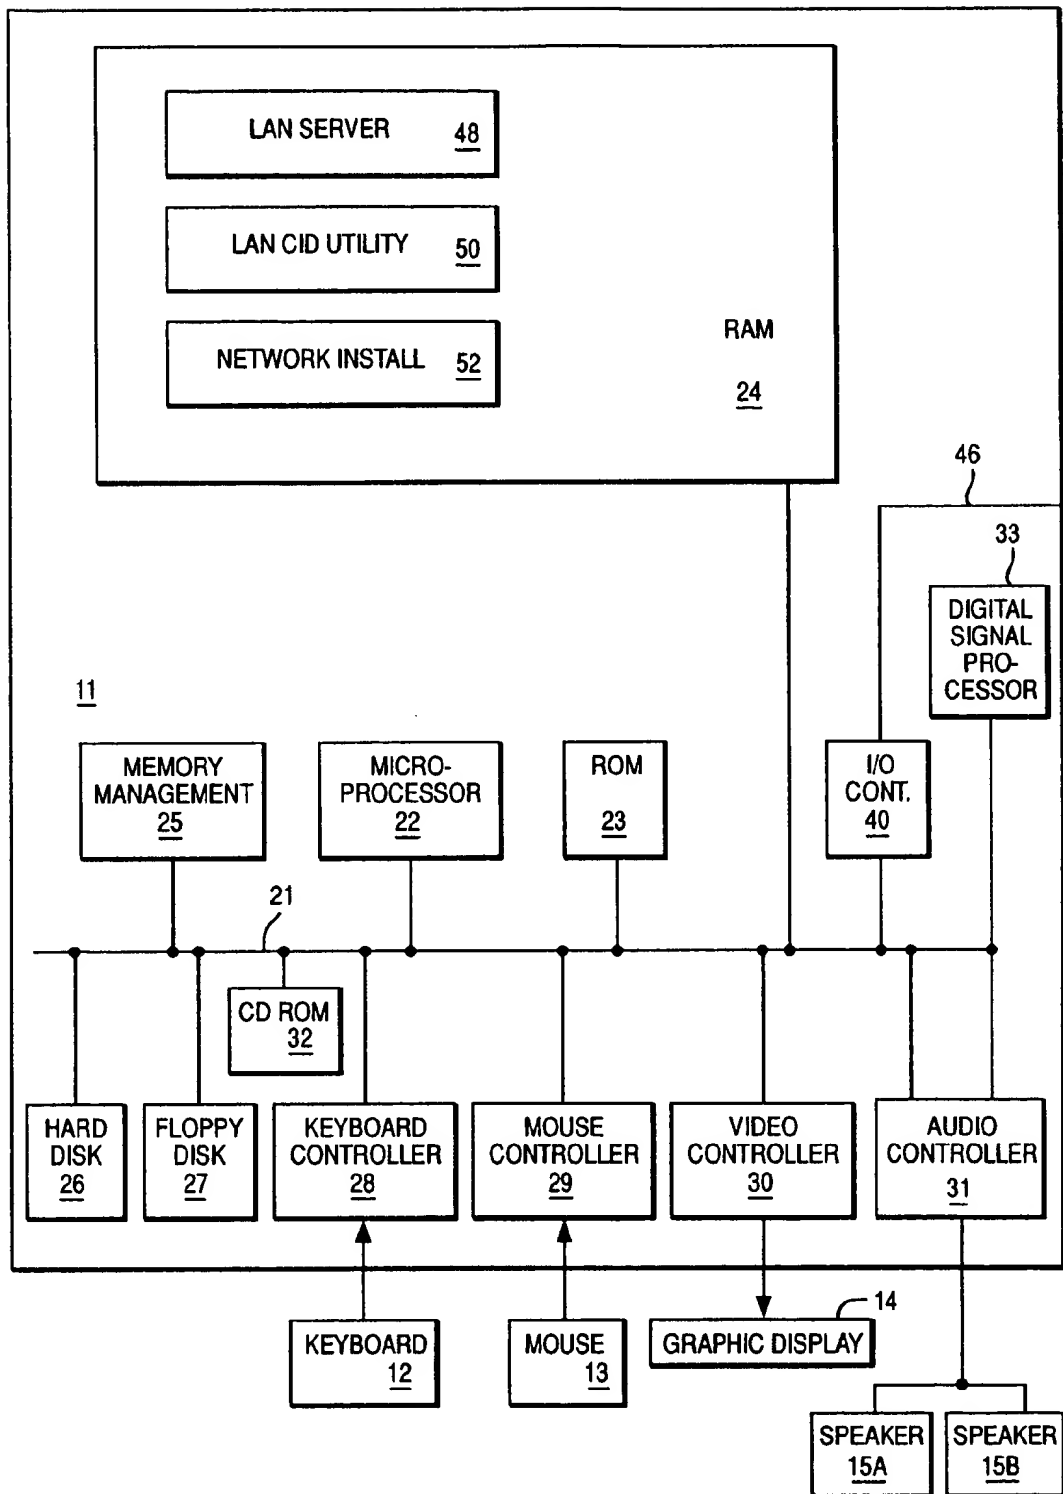 LAN SERVER 48
LAN CID UTILITY 50
NETWORK INSTALL 52
RAM
24
46
33
DIGITAL
SIGNAL
PRO-
CESSOR
11
MEMORY
MANAGEMENT
25
MICRO-
PROCESSOR
22
ROM
23
I/O
CONT.
40
21
CD ROM
32
HARD
DISK
26
FLOPPY
DISK
27
KEYBOARD
CONTROLLER
28
MOUSE
CONTROLLER
29
VIDEO
CONTROLLER
30
AUDIO
CONTROLLER
31
KEYBOARD
12
MOUSE
13
14
GRAPHIC DISPLAY
SPEAKER
15A
SPEAKER
15B